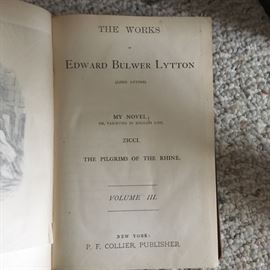 THE WORKS
OF
EDWARD BULWER LYTTON
(LORD LYTTON)
MY NOVEL;
OR, VARIETIES IN ENGLISH LIFE.
ZICCI.
THE PILGRIMS OF THE RHINE.
VOLUME III.
NEW YORK:
P. F. COLLIER, PUBLISHER.